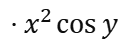 · x² cos y